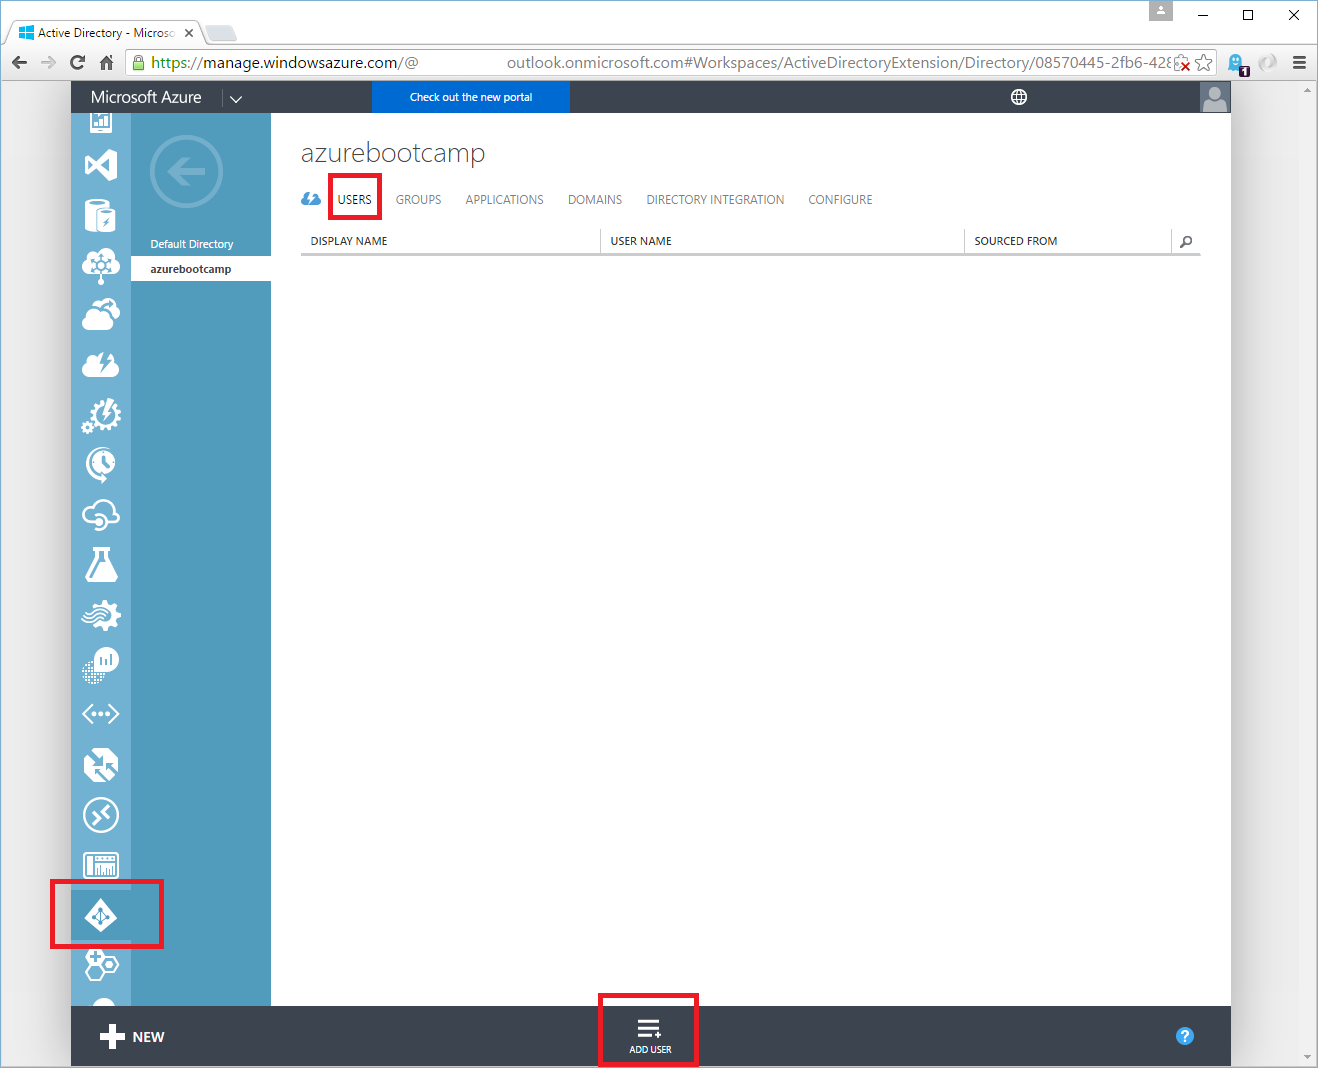 Active Directory - Microso
https://manage.windowsazure.com/@ outlook.onmicrosoft.com#Workspaces/ActiveDirectoryExtension/Directory/08570445-2fb6-428
1
Microsoft Azure
Check out the new portal
azurebootcamp
USERS GROUPS APPLICATIONS DOMAINS DIRECTORY INTEGRATION CONFIGURE
Default Directory
azurebootcamp
DISPLAY NAME USER NAME SOURCED FROM
NEW
ADD USER
?